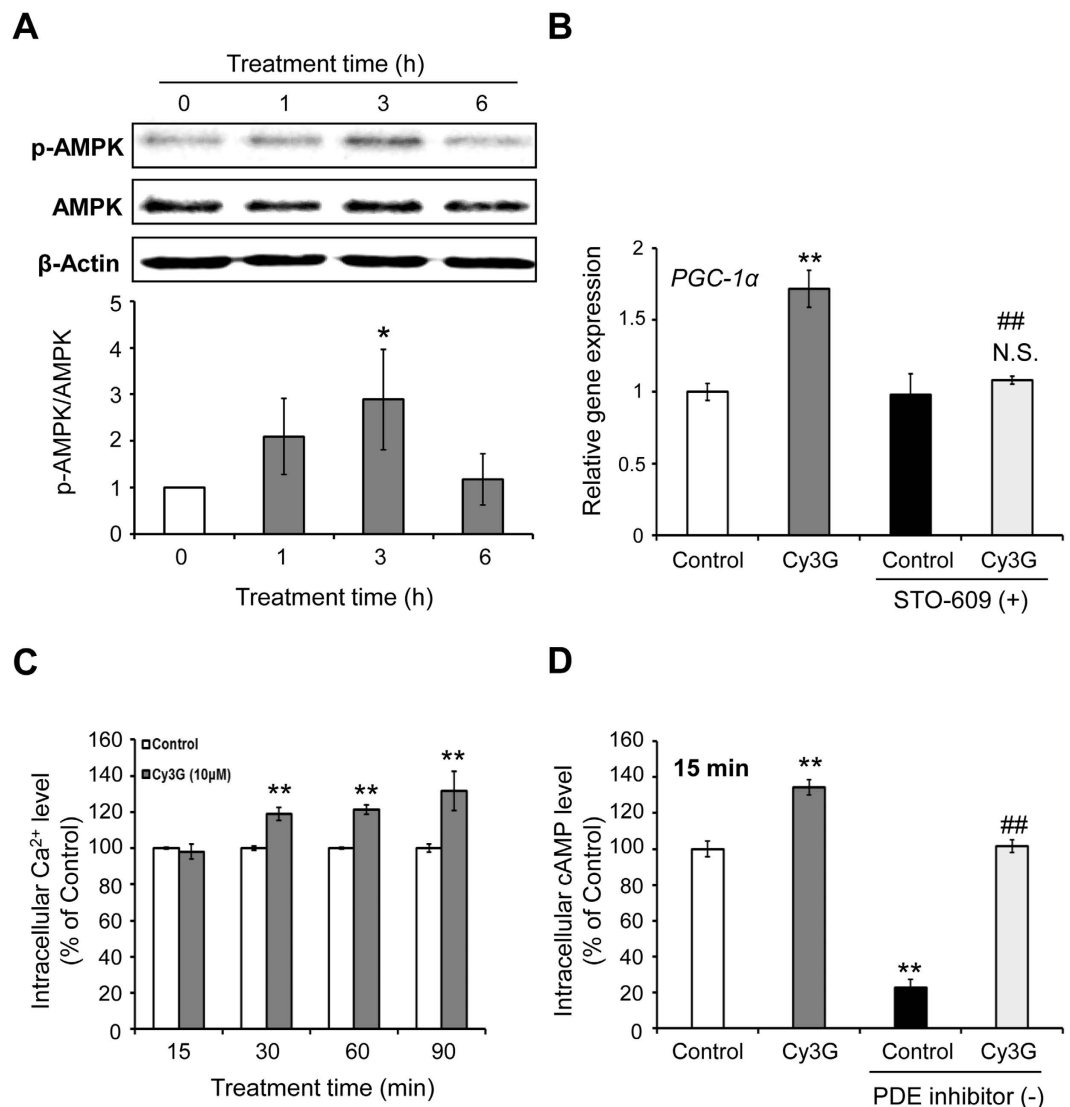 A
Treatment time (h)
0 1 3 6
p-AMPK
AMPK
β-Actin
p-AMPK/AMPK
5
4
3
2
1
0
*
0 1 3 6
Treatment time (h)
B
Relative gene expression
2
1.5
1
0.5
0
PGC-1α
**
##
N.S.
Control Cy3G Control Cy3G
STO-609 (+)
C
Intracellular Ca²⁺ level
(% of Control)
160
140
120
100
80
60
40
20
0
Control
Cy3G (10μM)
** ** **
15 30 60 90
Treatment time (min)
D
Intracellular cAMP level
(% of Control)
160
140
120
100
80
60
40
20
0
15 min
**
**
##
Control Cy3G Control Cy3G
PDE inhibitor (-)